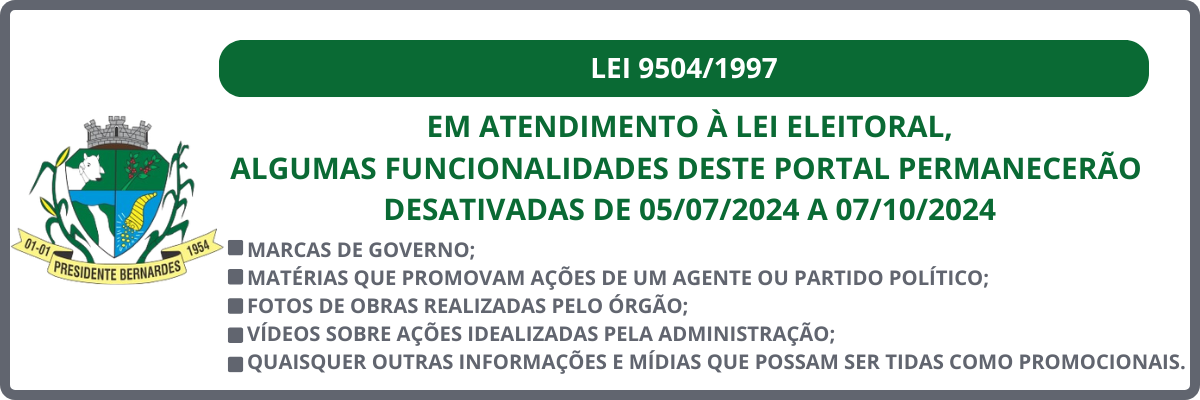 LEI 9504/1997
EM ATENDIMENTO À LEI ELEITORAL,
ALGUMAS FUNCIONALIDADES DESTE PORTAL PERMANECERÃO
DESATIVADAS DE 05/07/2024 A 07/10/2024
01-01
PRESIDENTE BERNARDES
1954
MARCAS DE GOVERNO;
MATÉRIAS QUE PROMOVAM AÇÕES DE UM AGENTE OU PARTIDO POLÍTICO;
FOTOS DE OBRAS REALIZADAS PELO ÓRGÃO;
VÍDEOS SOBRE AÇÕES IDEALIZADAS PELA ADMINISTRAÇÃO;
QUAISQUER OUTRAS INFORMAÇÕES E MÍDIAS QUE POSSAM SER TIDAS COMO PROMOCIONAIS.